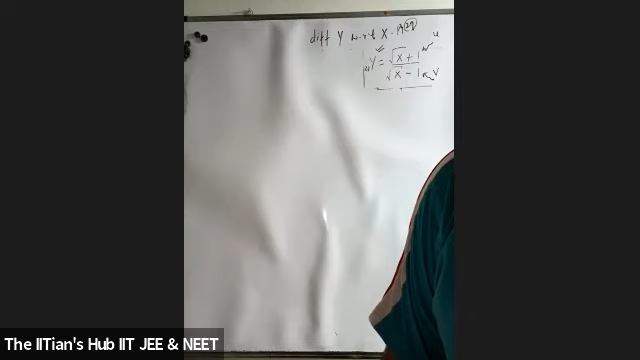 diff Y w.r.t X.
Y = √x + 1 u
√x - 1 v
The IITian's Hub IIT JEE & NEET